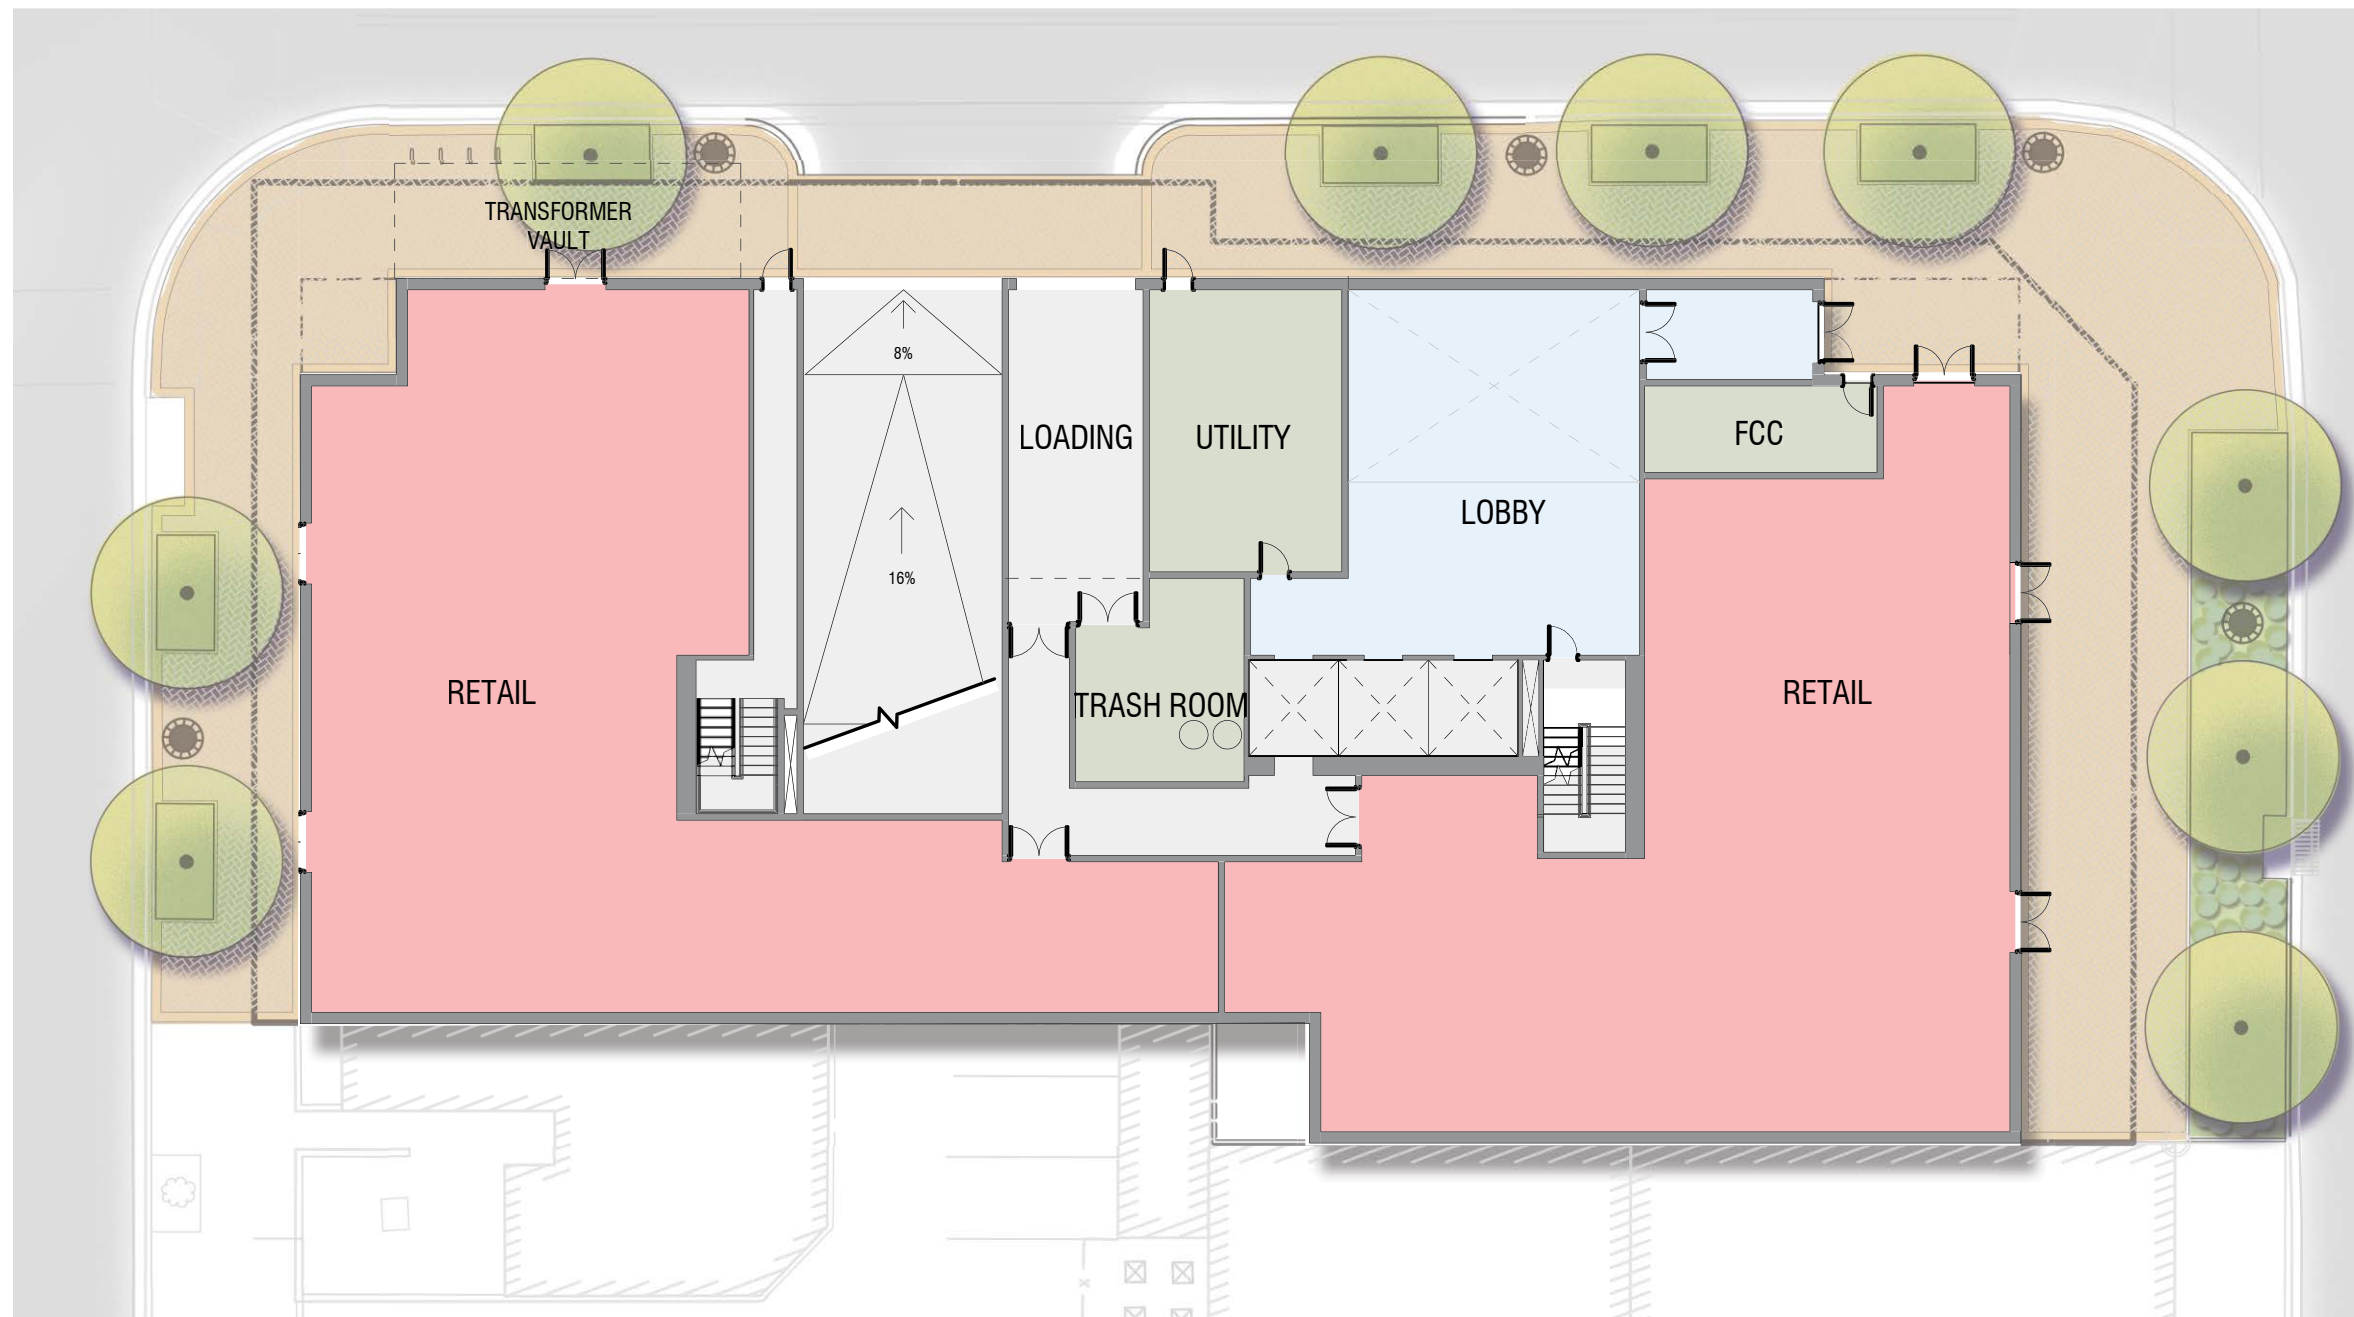 TRANSFORMER
VAULT
8%
LOADING
UTILITY
FCC
LOBBY
16%
RETAIL
TRASH ROOM
RETAIL